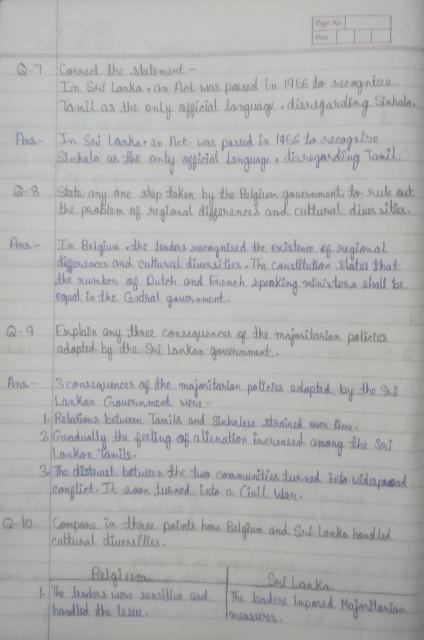 Page No.
Date
Q-7 Correct the statement -
In Sri Lanka, an Act was passed in 1966 to recognize
Tamil as the only official language, disregarding Sinhala.
Ans- In Sri Lanka, an Act was passed in 1966 to recognize
Sinhala as the only official language, disregarding Tamil.
Q-8 State any one step taken by the Belgium government to rule out
the problem of regional differences and cultural diversities.
Ans- In Belgium, the leaders recognised the existence of regional
differences and cultural diversities. The constitution states that
the number of Dutch and French speaking ministers shall be
equal in the Central government.
Q-9 Explain any three consequences of the majoritarian policies
adopted by the Sri Lankan government.
Ans- 3 consequences of the majoritarian policies adopted by the Sri
Lankan Government were-
1. Relations between Tamils and Sinhalese strained over time.
2. Gradually the feeling of alienation increased among the Sri
Lankan Tamils.
3. The distrust between the two communities turned into widespread
conflict. It soon turned into a Civil War.
Q-10 Compare in three points how Belgium and Sri Lanka handled
cultural diversities.
Belgium Sri Lanka
1. The leaders were sensitive and The leaders imposed Majoritarian
handled the Issue. measures.